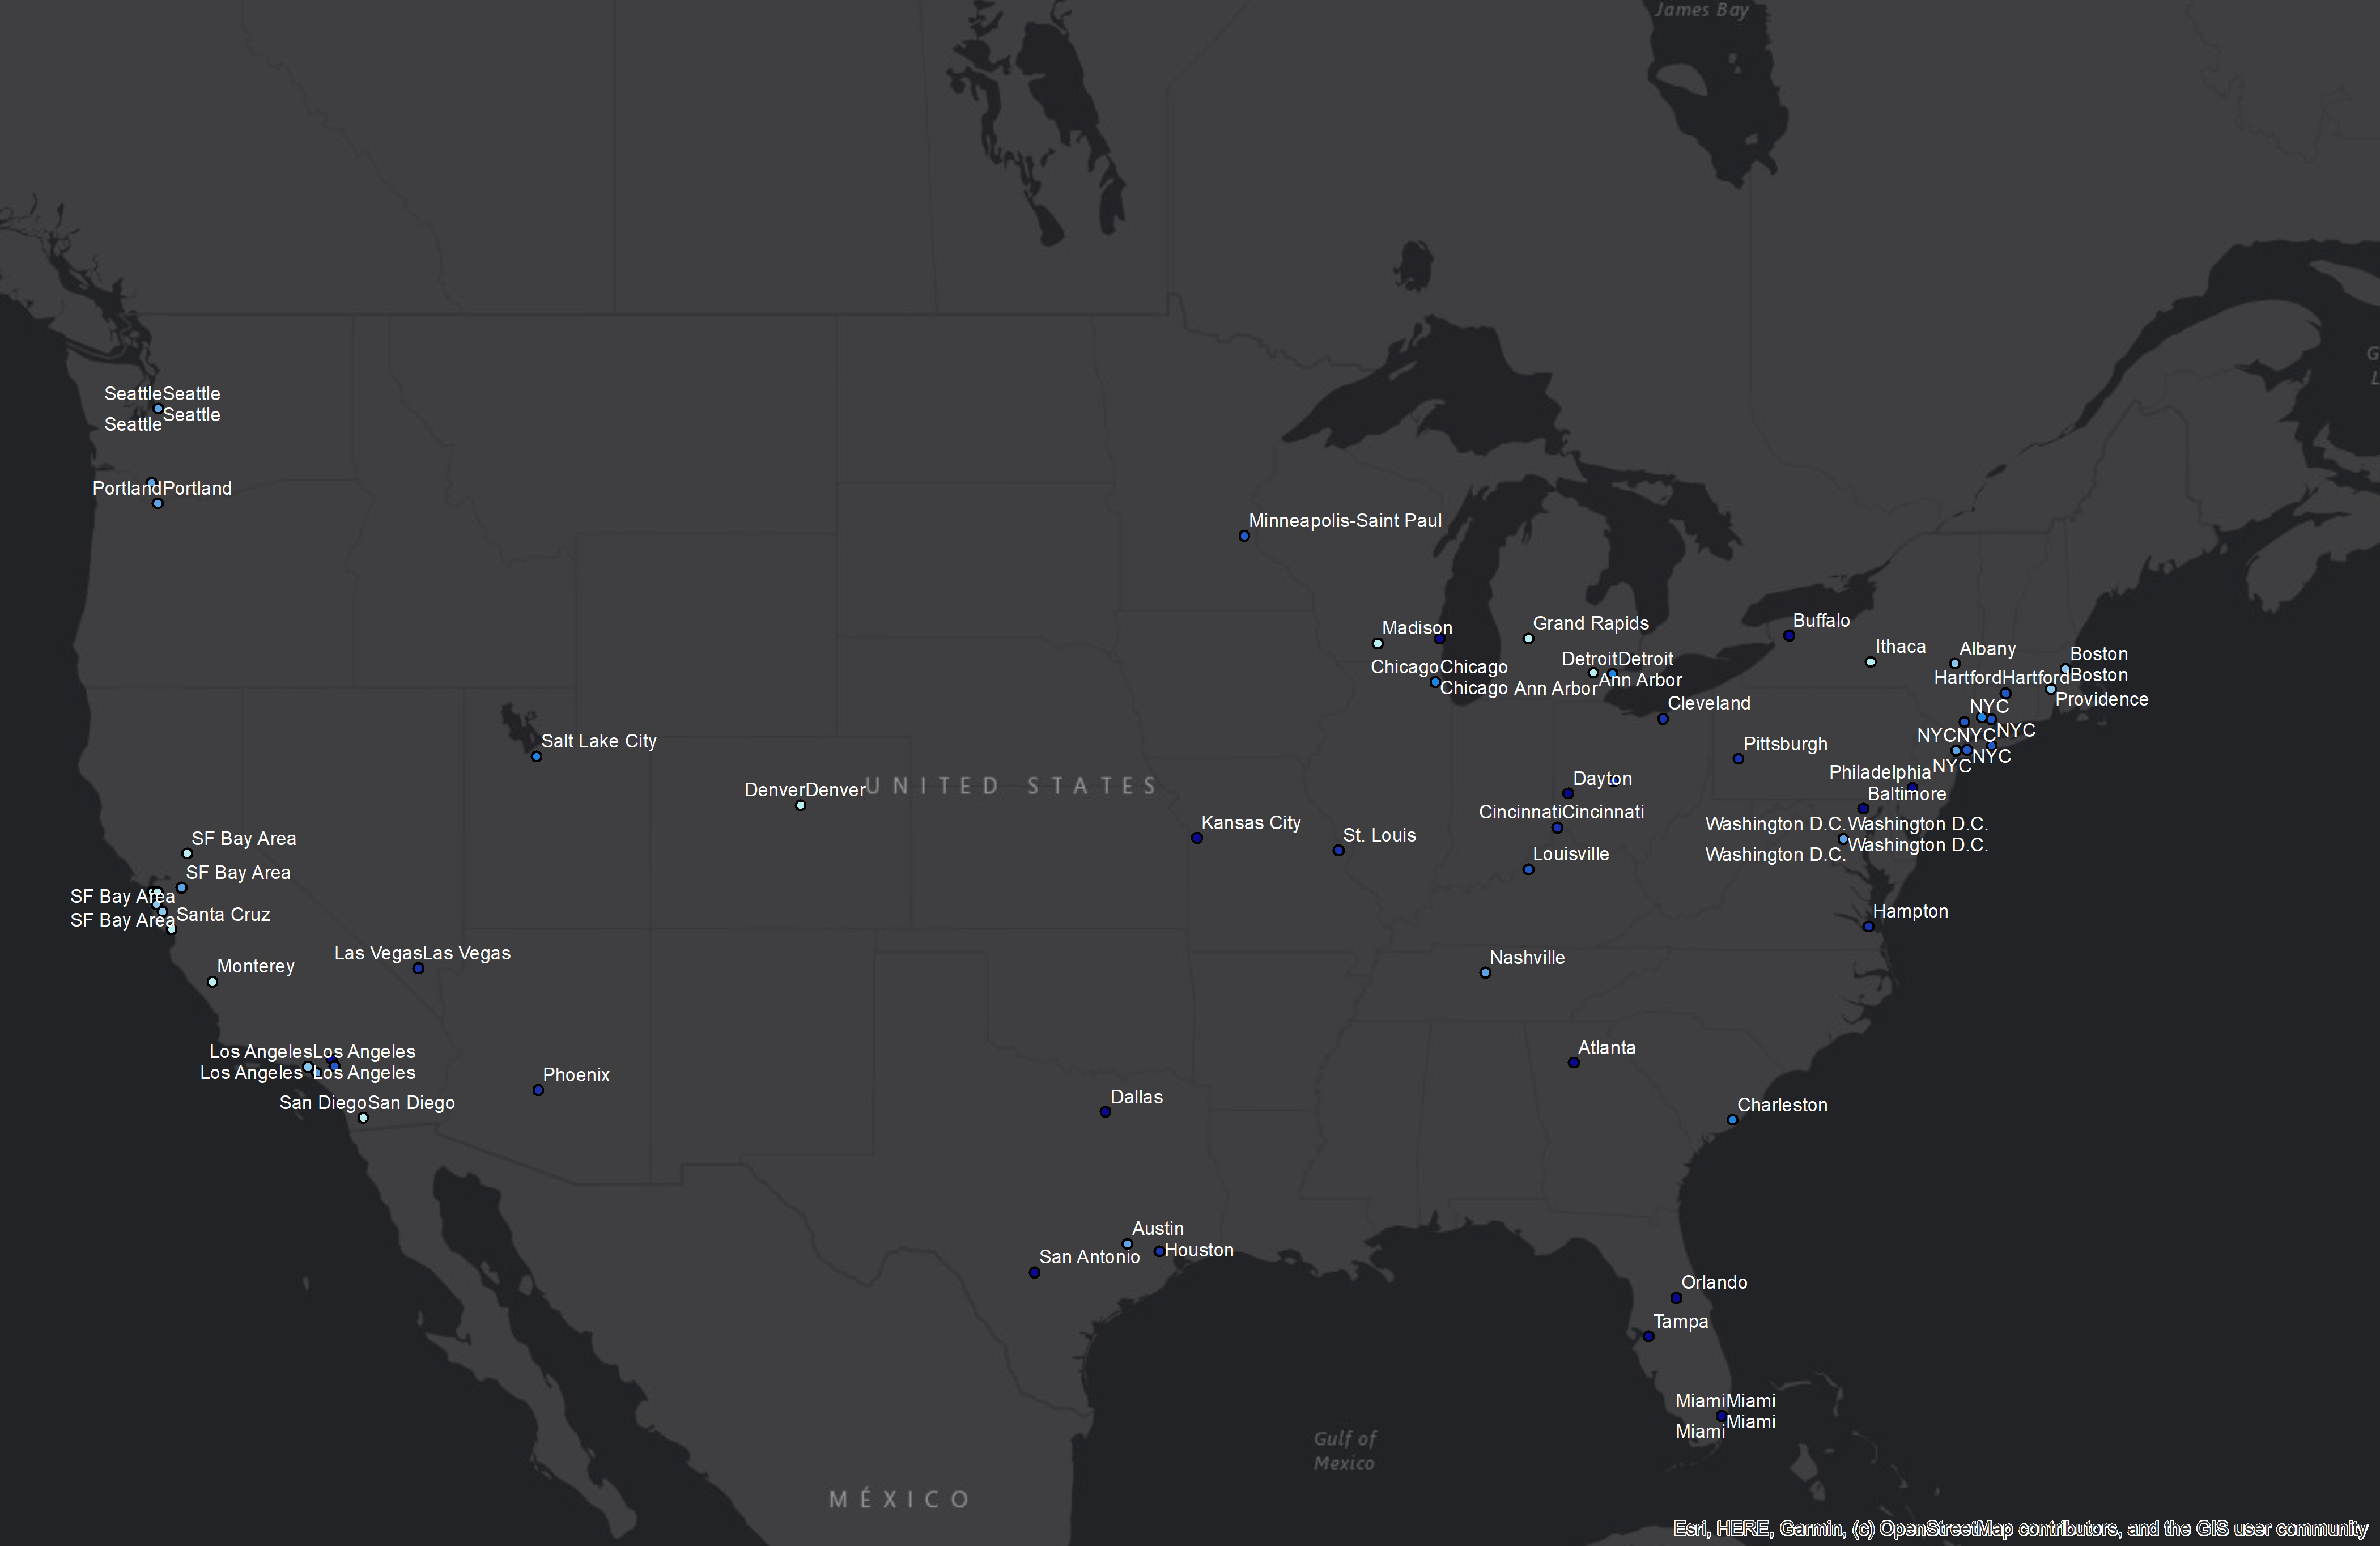 James Bay
G
L
SeattleSeattle
Seattle
Seattle
PortlandPortland
Minneapolis-Saint Paul
Buffalo
Grand Rapids
Madison
Ithaca
Albany
Boston
Boston
DetroitDetroit
ChicagoChicago
Chicago
Ann Arbor
Ann Arbor
HartfordHartford
Providence
Cleveland
NYC
NYC
NYCNYC
NYC
NYC
Salt Lake City
Pittsburgh
Philadelphia
Dayton
UNITED STATES
DenverDenver
Baltimore
CincinnatiCincinnati
Kansas City
Washington D.C.Washington D.C.
Washington D.C.
Washington D.C.
St. Louis
SF Bay Area
Louisville
SF Bay Area
SF Bay Area
Santa Cruz
SF Bay Area
Hampton
Las VegasLas Vegas
Nashville
Monterey
Atlanta
Los AngelesLos Angeles
Los Angeles
Los Angeles
Phoenix
Dallas
San DiegoSan Diego
Charleston
Austin
Houston
San Antonio
Orlando
Tampa
MiamiMiami
Miami
Miami
Gulf of
Mexico
MÉXICO
Esri, HERE, Garmin, (c) OpenStreetMap contributors, and the GIS user community